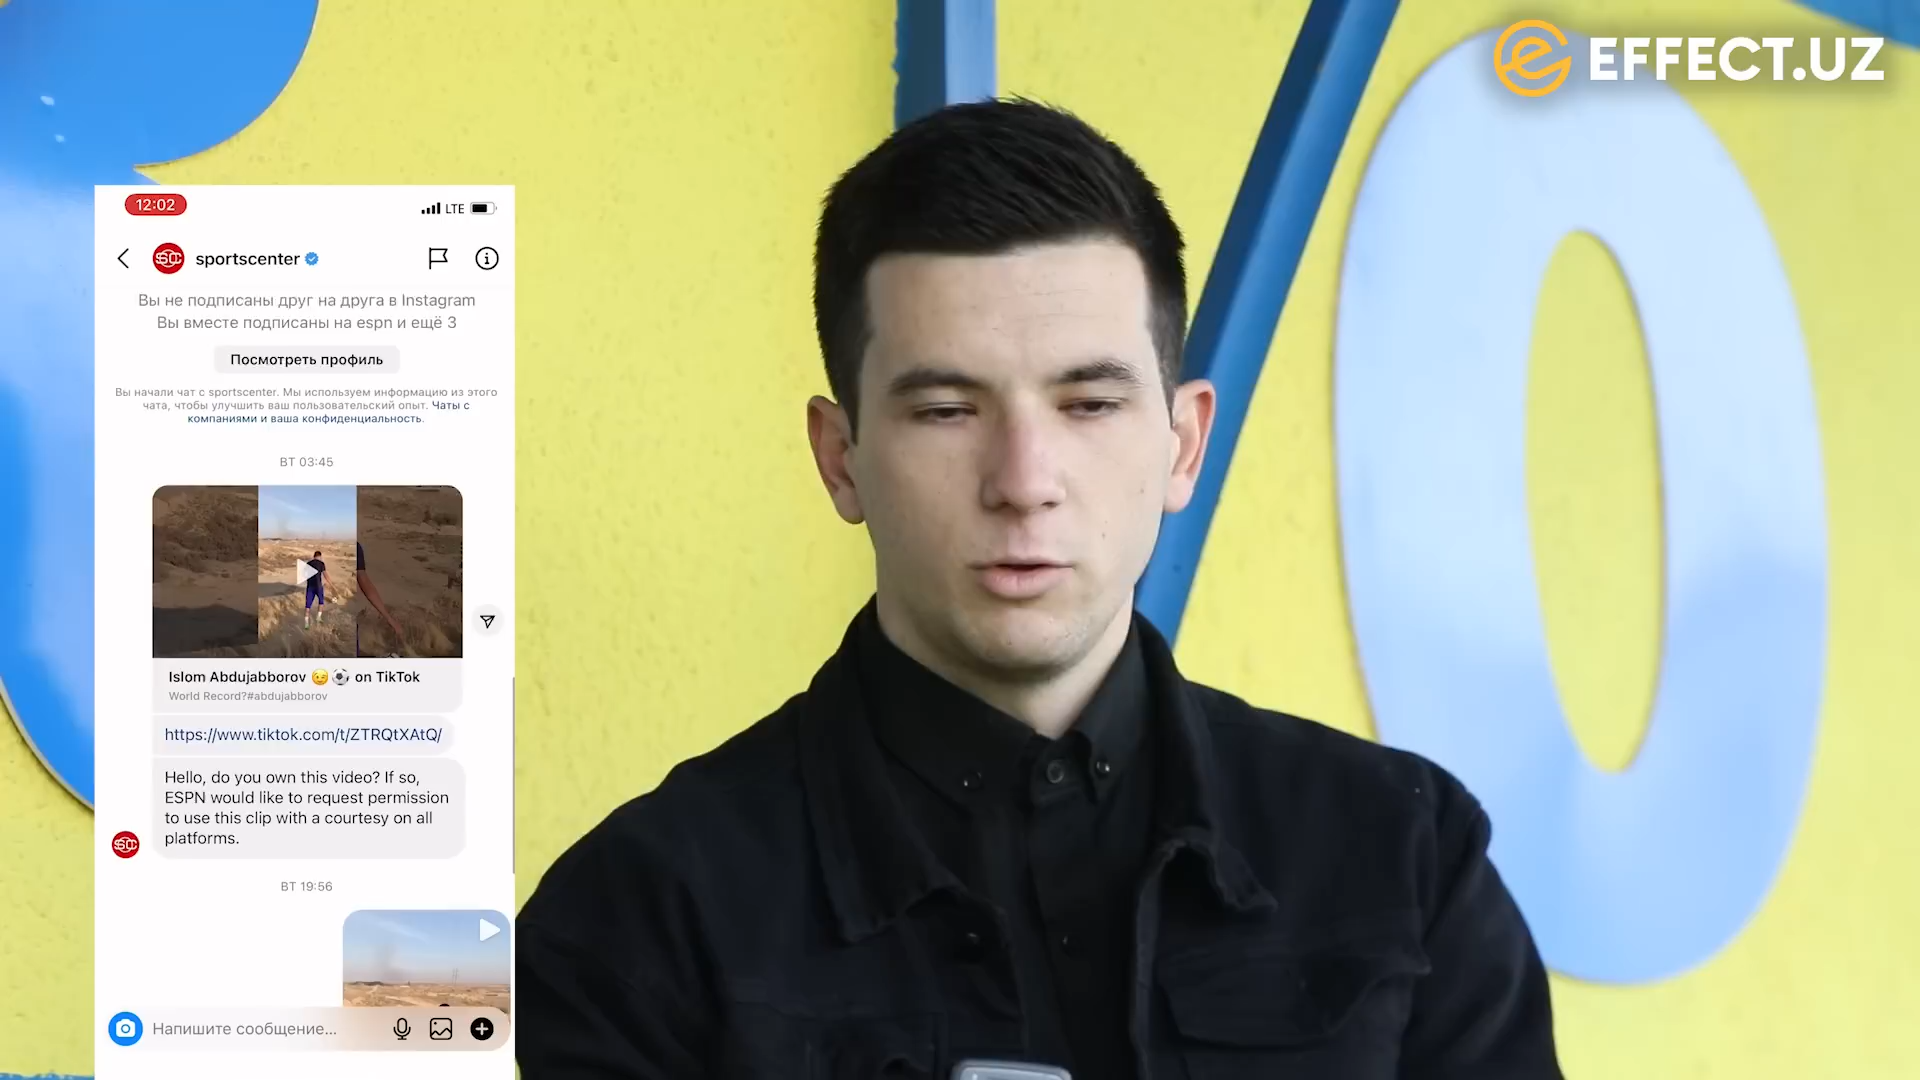 EFFECT.UZ
12:02
LTE
sportscenter
Вы не подписаны друг на друга в Instagram
Вы вместе подписаны на espn и ещё 3
Посмотреть профиль
Вы начали чат с sportscenter. Мы используем информацию из этого
чата, чтобы улучшить ваш пользовательский опыт. Чаты с
компаниями и ваша конфиденциальность.
ВТ 03:45
Islom Abdujabborov 😉⚽ on TikTok
World Record?#abdujabborov
https://www.tiktok.com/t/ZTRQtXAtQ/
Hello, do you own this video? If so,
ESPN would like to request permission
to use this clip with a courtesy on all
platforms.
ВТ 19:56
Напишите сообщение...